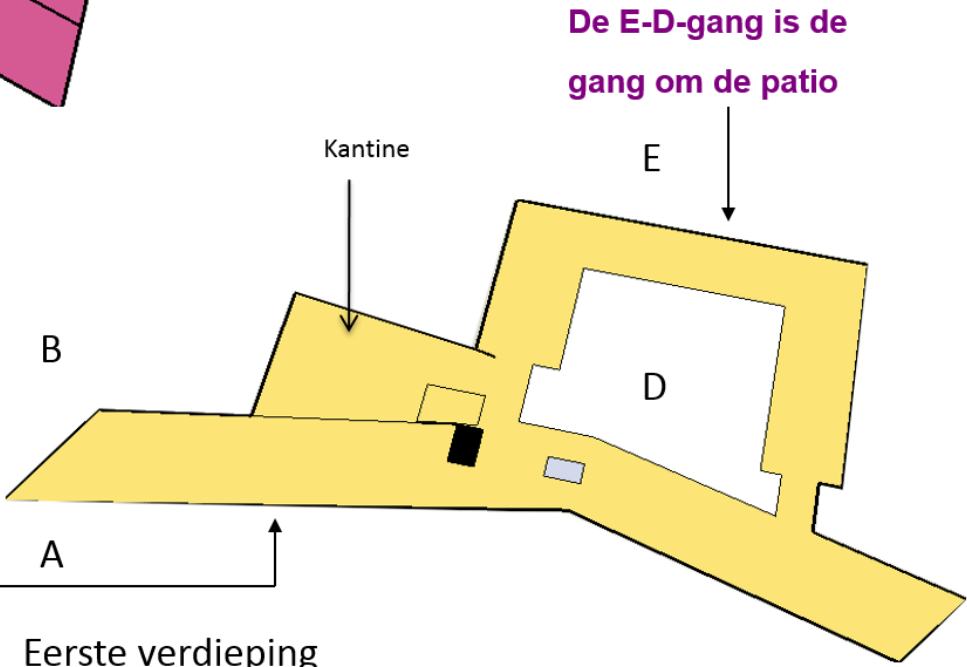 De E-D-gang is de
gang om de patio
Kantine
E
B
D
A
Eerste verdieping